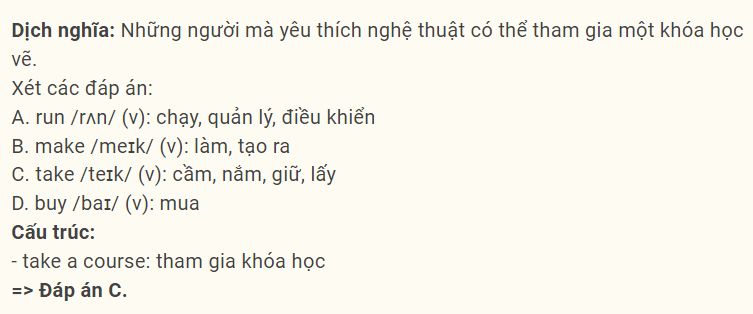 Dịch nghĩa: Những người mà yêu thích nghệ thuật có thể tham gia một khóa học
vẽ.
Xét các đáp án:
A. run /rʌn/ (v): chạy, quản lý, điều khiển
B. make /meɪk/ (v): làm, tạo ra
C. take /teɪk/ (v): cầm, nắm, giữ, lấy
D. buy /baɪ/ (v): mua
Cấu trúc:
- take a course: tham gia khóa học
=> Đáp án C.